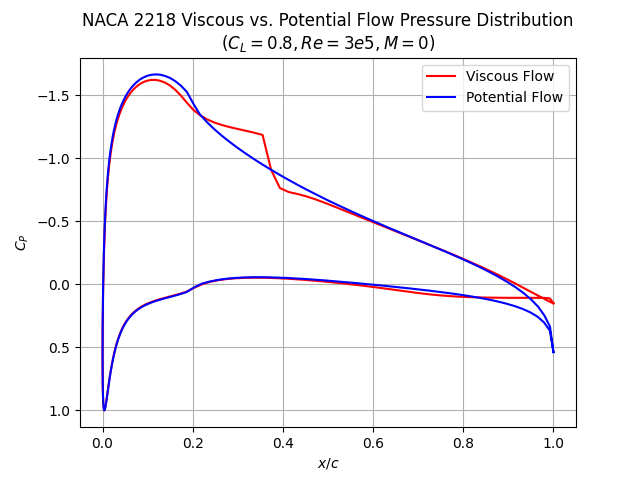 NACA 2218 Viscous vs. Potential Flow Pressure Distribution
(C_L = 0.8, Re = 3e5, M = 0)
Viscous Flow
Potential Flow
C_P
−1.5
−1.0
−0.5
0.0
0.5
1.0
0.0 0.2 0.4 0.6 0.8 1.0
x/c